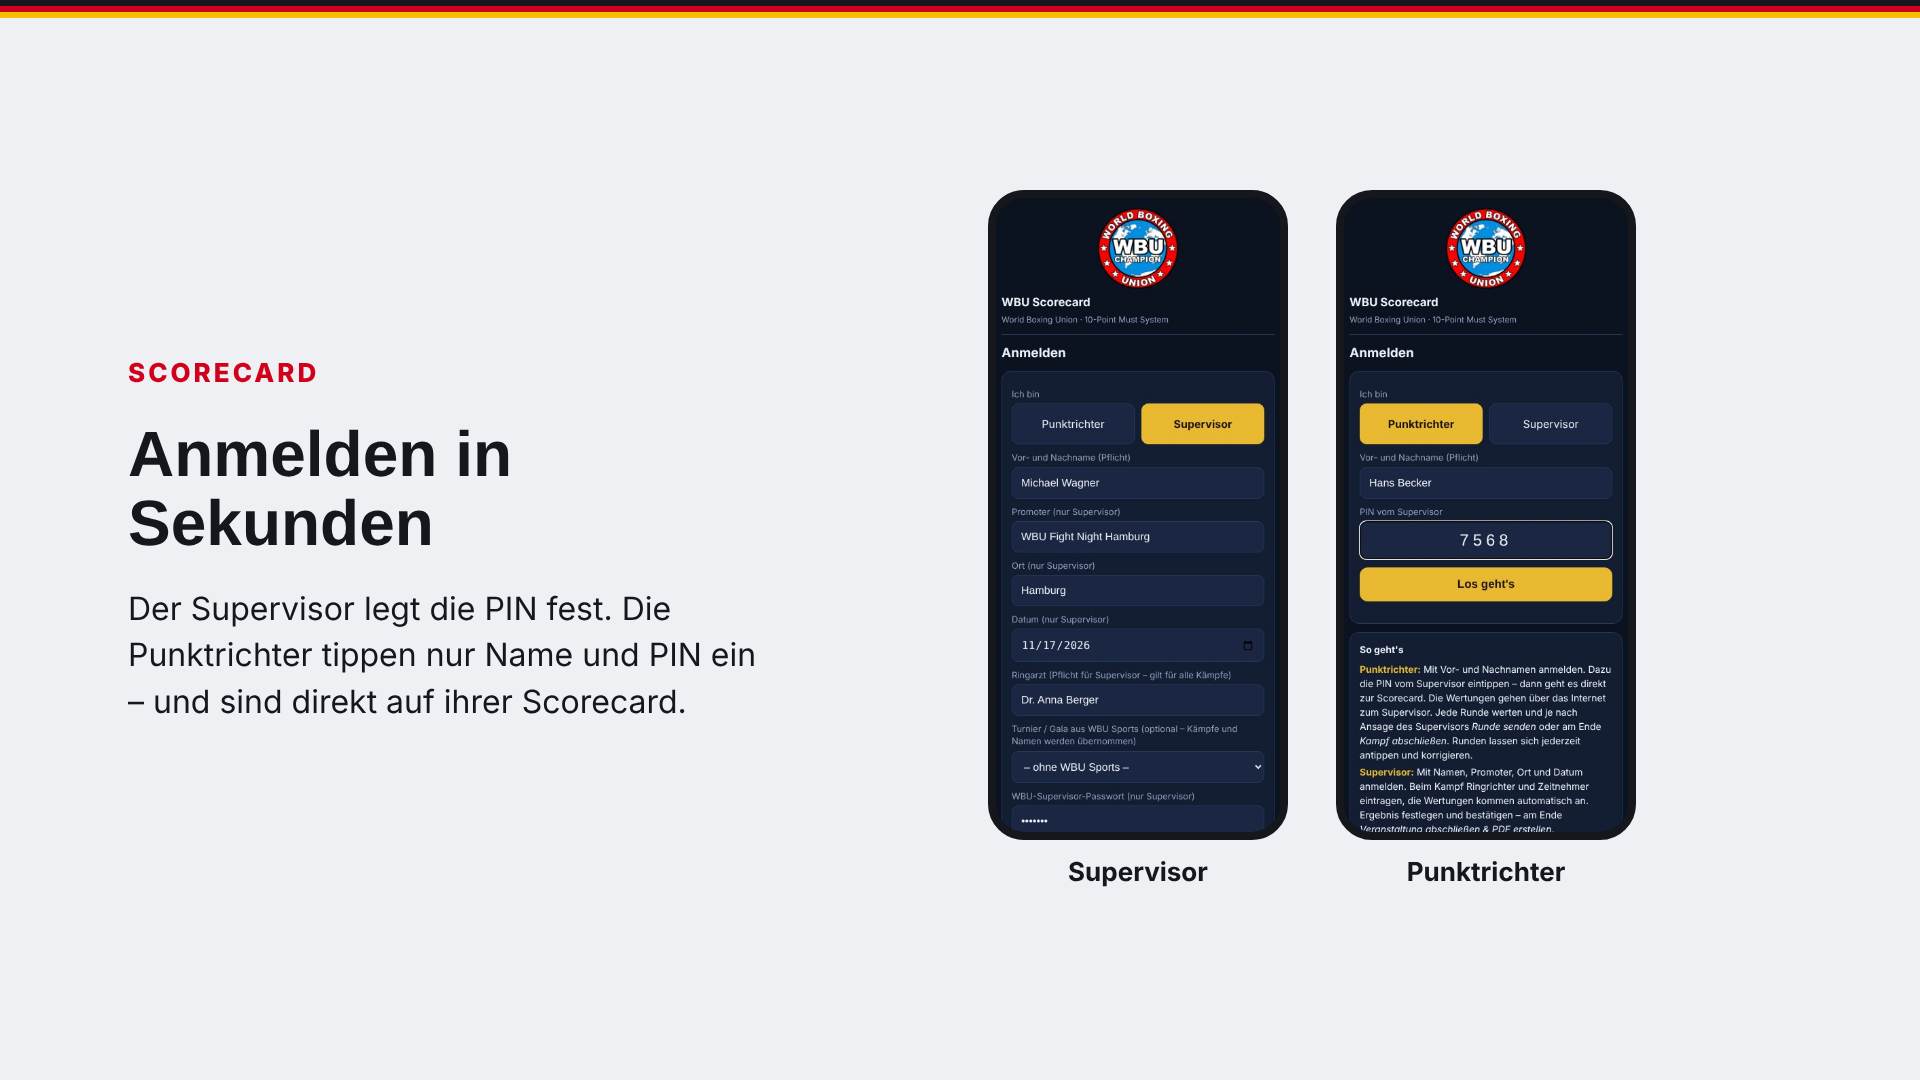 SCORECARD
Anmelden in
Sekunden
Der Supervisor legt die PIN fest. Die
Punktrichter tippen nur Name und PIN ein
– und sind direkt auf ihrer Scorecard.
WORLD BOXING
WBU
CHAMPION
UNION
WBU Scorecard
World Boxing Union · 10-Point Must System
Anmelden
Ich bin
Punktrichter
Supervisor
Vor- und Nachname (Pflicht)
Michael Wagner
Promoter (nur Supervisor)
WBU Fight Night Hamburg
Ort (nur Supervisor)
Hamburg
Datum (nur Supervisor)
11/17/2026
Ringarzt (Pflicht für Supervisor – gilt für alle Kämpfe)
Dr. Anna Berger
Turnier / Gala aus WBU Sports (optional – Kämpfe und
Namen werden übernommen)
– ohne WBU Sports –
WBU-Supervisor-Passwort (nur Supervisor)
•••••••
Supervisor
WORLD BOXING
WBU
CHAMPION
UNION
WBU Scorecard
World Boxing Union · 10-Point Must System
Anmelden
Ich bin
Punktrichter
Supervisor
Vor- und Nachname (Pflicht)
Hans Becker
PIN vom Supervisor
7568
Los geht's
So geht's
Punktrichter: Mit Vor- und Nachnamen anmelden. Dazu
die PIN vom Supervisor eintippen – dann geht es direkt
zur Scorecard. Die Wertungen gehen über das Internet
zum Supervisor. Jede Runde werten und je nach
Ansage des Supervisors Runde senden oder am Ende
Kampf abschließen. Runden lassen sich jederzeit
antippen und korrigieren.
Supervisor: Mit Namen, Promoter, Ort und Datum
anmelden. Beim Kampf Ringrichter und Zeitnehmer
eintragen, die Wertungen kommen automatisch an.
Ergebnis festlegen und bestätigen – am Ende
Veranstaltung abschließen & PDF erstellen.
Punktrichter